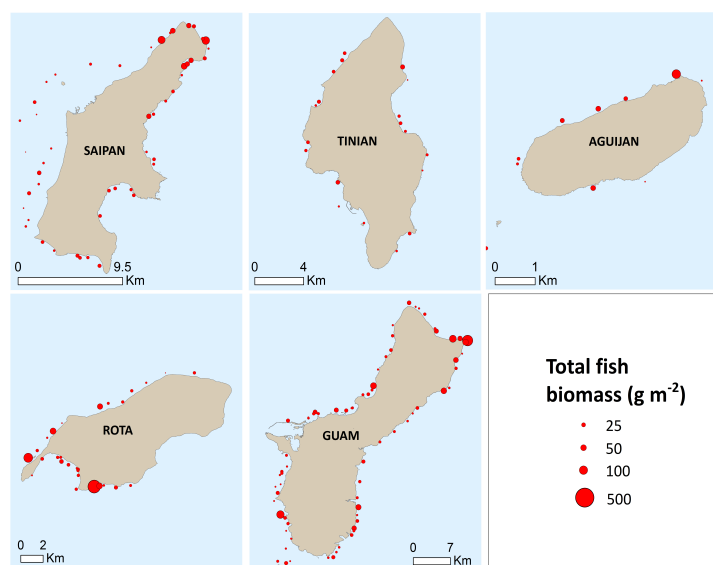 SAIPAN
0 9.5
Km
TINIAN
0 4
Km
AGUIJAN
0 1
Km
ROTA
0 2
Km
GUAM
0 7
Km
Total fish
biomass (g m⁻²)
25
50
100
500